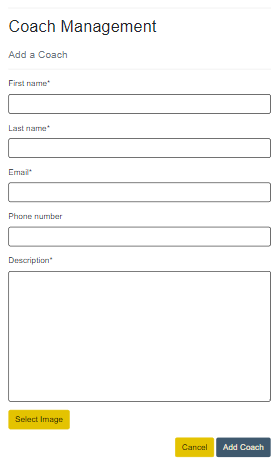 Coach Management
Add a Coach
First name*
Last name*
Email*
Phone number
Description*
Select Image
Cancel Add Coach